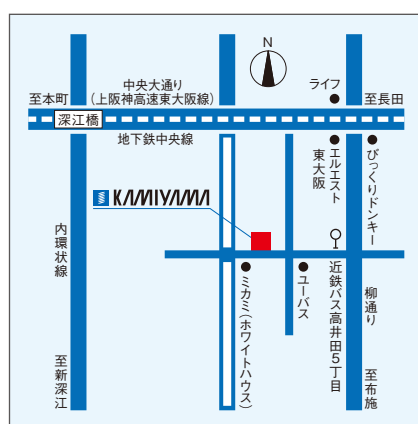 N
中央大通り
(上阪神高速東大阪線)
ライフ
至本町
至長田
深江橋
地下鉄中央線
エルエスト
東大阪
びっくりドンキー
KAMIYAMA
内環状線
至新深江
ミカミ(ホワイトハウス)
ユーバス
近鉄バス高井田5丁目
柳通り
至布施